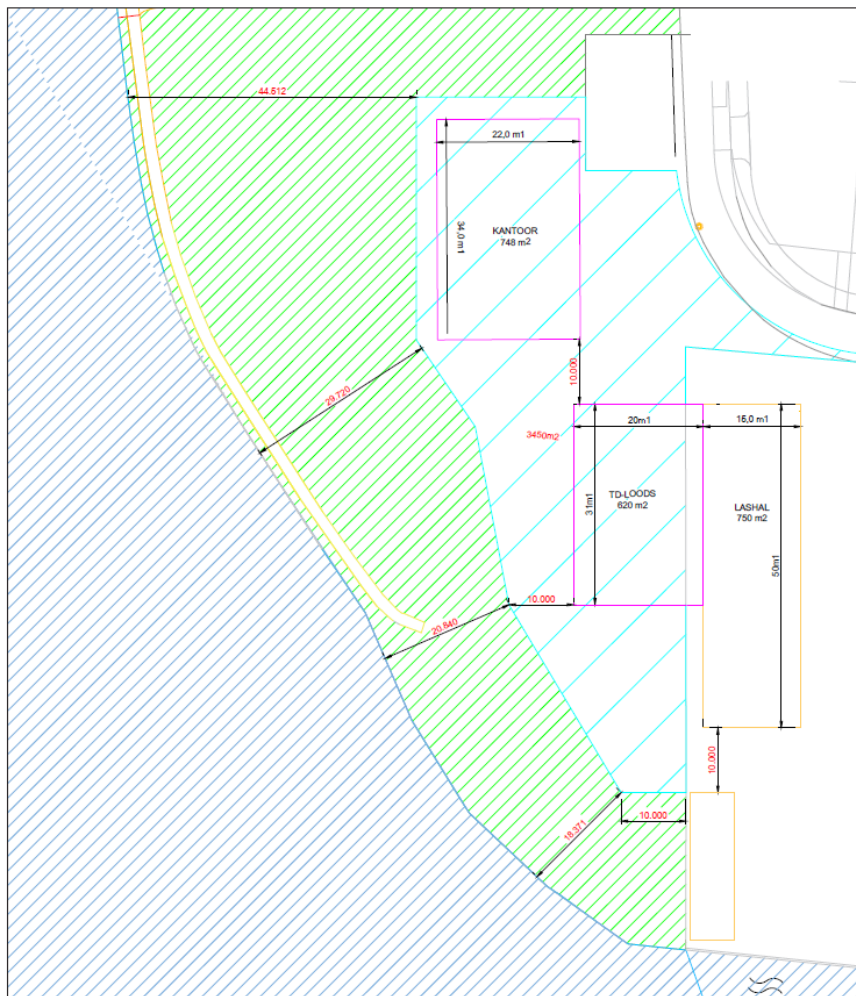 44.512
22,0 m1
34,0 m1
KANTOOR
748 m2
29.720
10.000
3450m2
20m1
15,0 m1
31m1
TD-LOODS
620 m2
LASHAL
750 m2
50m1
10.000
20.840
10.000
10.000
18.371